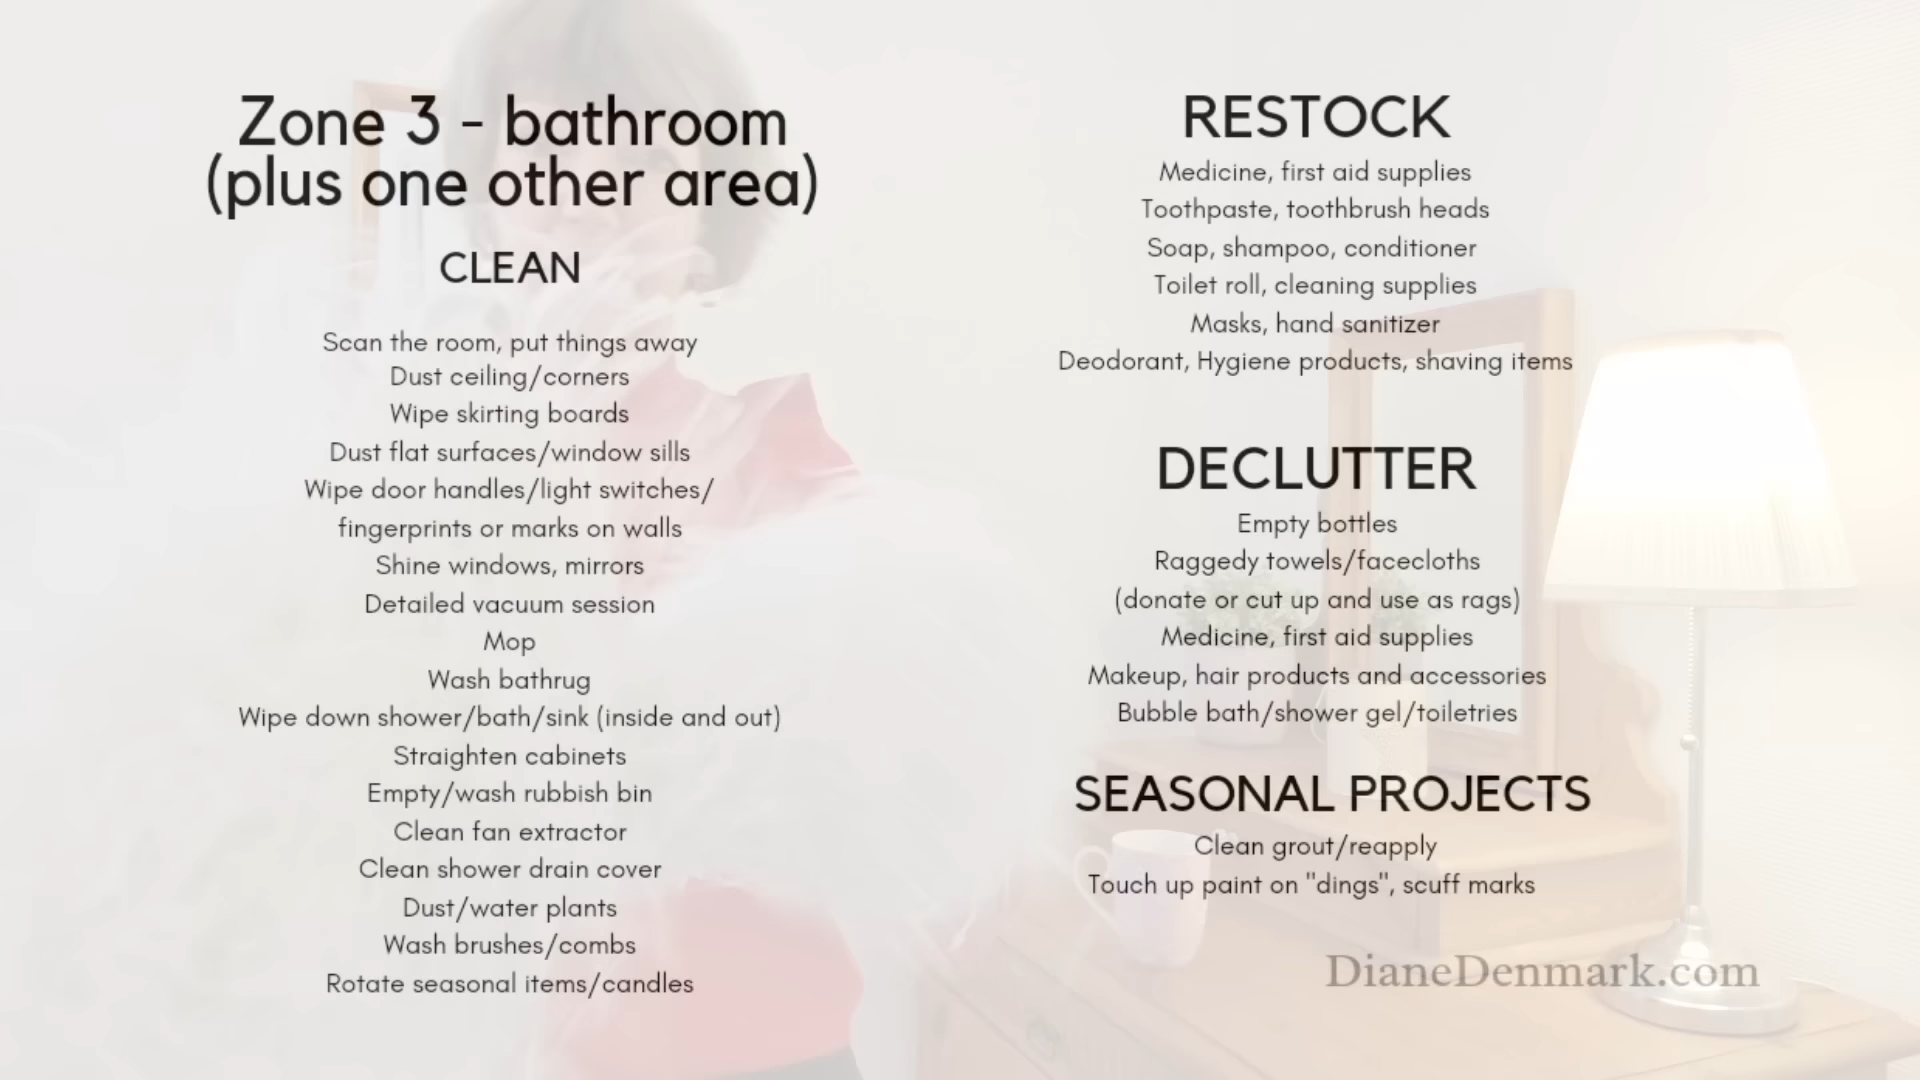 Zone 3 - bathroom
(plus one other area)
CLEAN
Scan the room, put things away
Dust ceiling/corners
Wipe skirting boards
Dust flat surfaces/window sills
Wipe door handles/light switches/
fingerprints or marks on walls
Shine windows, mirrors
Detailed vacuum session
Mop
Wash bathrug
Wipe down shower/bath/sink (inside and out)
Straighten cabinets
Empty/wash rubbish bin
Clean fan extractor
Clean shower drain cover
Dust/water plants
Wash brushes/combs
Rotate seasonal items/candles
RESTOCK
Medicine, first aid supplies
Toothpaste, toothbrush heads
Soap, shampoo, conditioner
Toilet roll, cleaning supplies
Masks, hand sanitizer
Deodorant, Hygiene products, shaving items
DECLUTTER
Empty bottles
Raggedy towels/facecloths
(donate or cut up and use as rags)
Medicine, first aid supplies
Makeup, hair products and accessories
Bubble bath/shower gel/toiletries
SEASONAL PROJECTS
Clean grout/reapply
Touch up paint on "dings", scuff marks
DianeDenmark.com